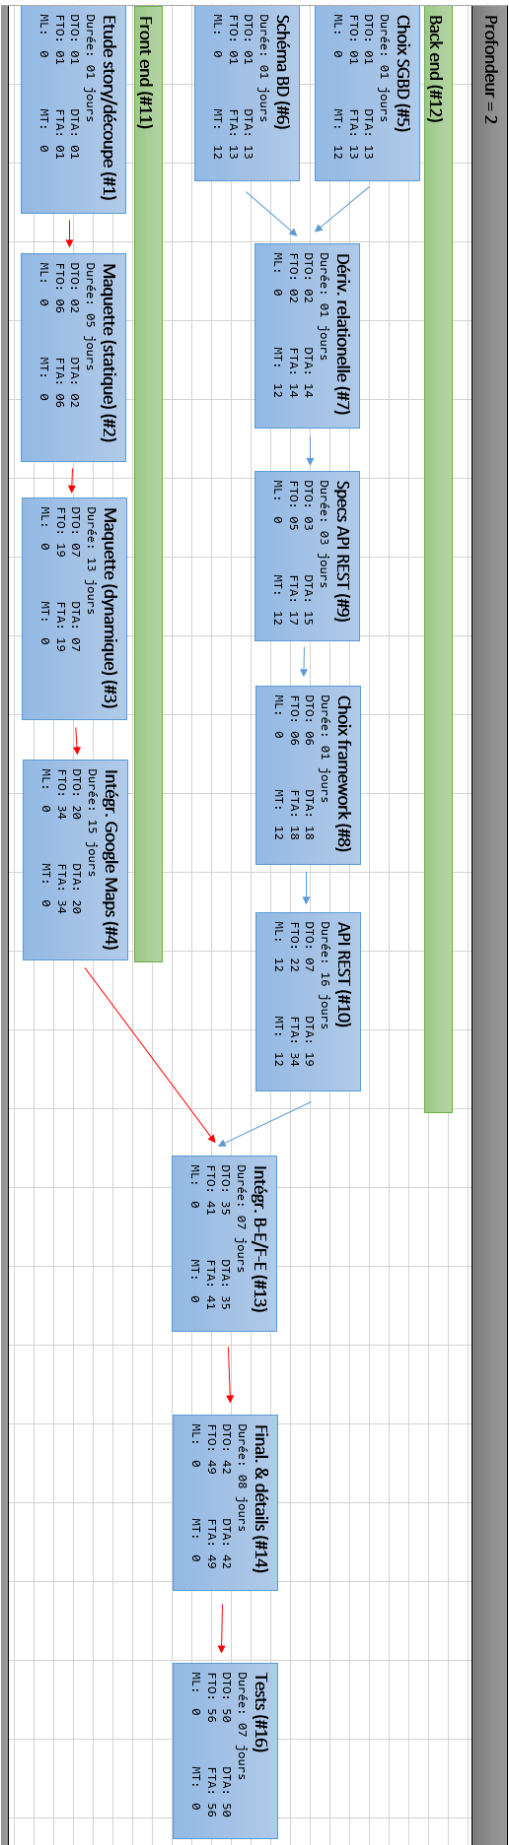 Profondeur = 2
Back end (#12)
Choix SGBD (#5)
Durée: 01 jours
DTO: 01 DTA: 13
FTO: 01 FTA: 13
ML: 0 MT: 12
Schéma BD (#6)
Durée: 01 jours
DTO: 01 DTA: 13
FTO: 01 FTA: 13
ML: 0 MT: 12
Dériv. relationelle (#7)
Durée: 01 jours
DTO: 02 DTA: 14
FTO: 02 FTA: 14
ML: 0 MT: 12
Specs API REST (#9)
Durée: 03 jours
DTO: 03 DTA: 15
FTO: 05 FTA: 17
ML: 0 MT: 12
Choix framework (#8)
Durée: 01 jours
DTO: 06 DTA: 18
FTO: 06 FTA: 18
ML: 0 MT: 12
API REST (#10)
Durée: 16 jours
DTO: 07 DTA: 19
FTO: 22 FTA: 34
ML: 12 MT: 12
Front end (#11)
Etude story/découpe (#1)
Durée: 01 jours
DTO: 01 DTA: 01
FTO: 01 FTA: 01
ML: 0 MT: 0
Maquette (statique) (#2)
Durée: 05 jours
DTO: 02 DTA: 02
FTO: 06 FTA: 06
ML: 0 MT: 0
Maquette (dynamique) (#3)
Durée: 13 jours
DTO: 07 DTA: 07
FTO: 19 FTA: 19
ML: 0 MT: 0
Intégr. Google Maps (#4)
Durée: 15 jours
DTO: 20 DTA: 20
FTO: 34 FTA: 34
ML: 0 MT: 0
Intégr. B-E/F-E (#13)
Durée: 07 jours
DTO: 35 DTA: 35
FTO: 41 FTA: 41
ML: 0 MT: 0
Final. & détails (#14)
Durée: 08 jours
DTO: 42 DTA: 42
FTO: 49 FTA: 49
ML: 0 MT: 0
Tests (#16)
Durée: 07 jours
DTO: 50 DTA: 50
FTO: 56 FTA: 56
ML: 0 MT: 0